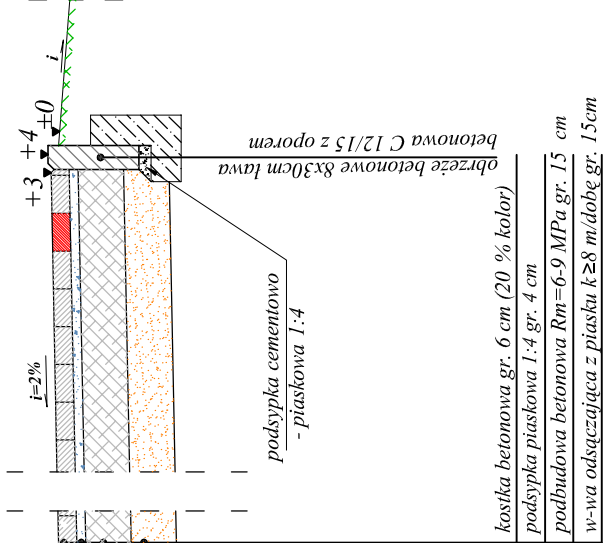 i
±0
+4
+3
i=2%
obrzeże betonowe 8x30cm ława
betonowa C 12/15 z oporem
podsypka cementowo
- piaskowa 1:4
kostka betonowa gr. 6 cm (20 % kolor)
podsypka piaskowa 1:4 gr. 4 cm
podbudowa betonowa Rm=6-9 MPa gr. 15 cm
w-wa odsączająca z piasku k≥8 m/dobę gr. 15cm